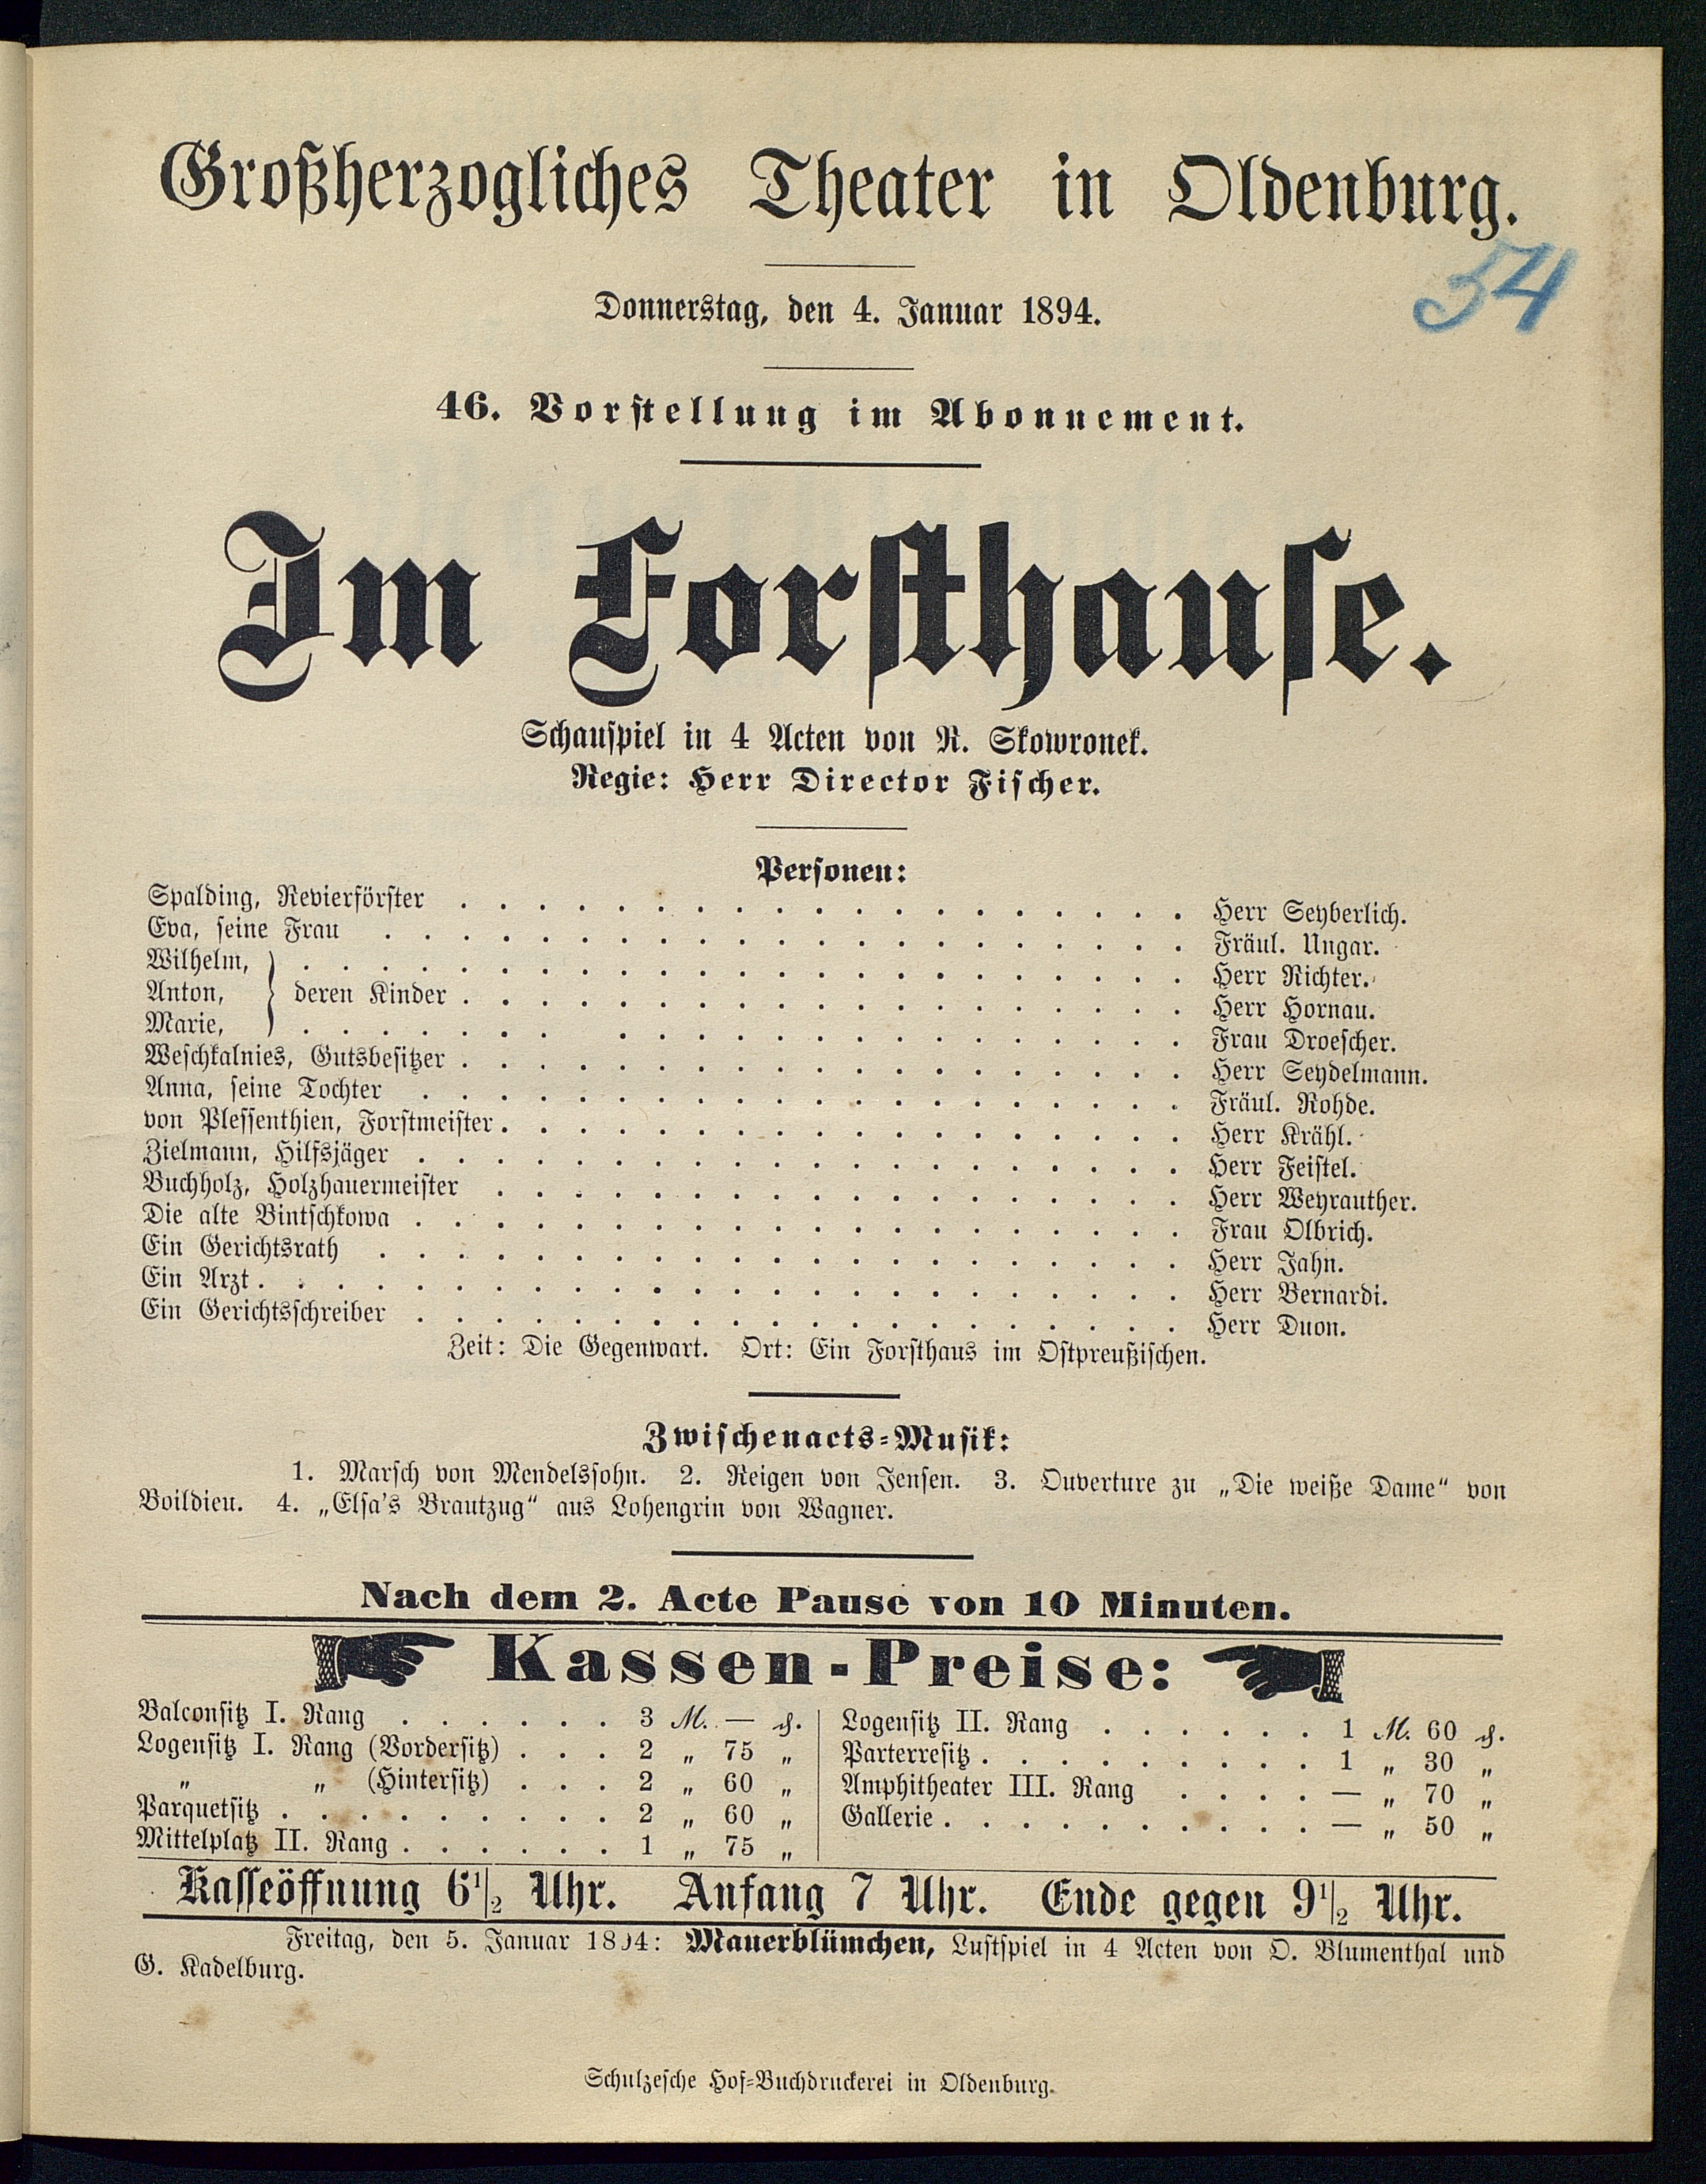 Großherzogliches Theater in Oldenburg.
54
Donnerstag, den 4. Januar 1894.
46. Vorstellung im Abonnement.
Im Forsthause.
Schauspiel in 4 Acten von R. Skowronek.
Regie: Herr Director Fischer.
Personen:
Spalding, Revierförster . . . . . . . . . . . . . . . . . . . Herr Seyberlich.
Eva, seine Frau . . . . . . . . . . . . . . . . . . . . . Fräul. Ungar.
Wilhelm, } . . . . . . . . . . . . . . . . . . . . . . . Herr Richter.
Anton, } deren Kinder . . . . . . . . . . . . . . . . . . . Herr Hornau.
Marie, } . . . . . . . . . . . . . . . . . . . . . . Frau Droescher.
Weschkalnies, Gutsbesitzer . . . . . . . . . . . . . . . . . . . Herr Seydelmann.
Anna, seine Tochter . . . . . . . . . . . . . . . . . . . . Fräul. Rohde.
von Plessenthien, Forstmeister . . . . . . . . . . . . . . . . . . Herr Krähl.
Zielmann, Hilfsjäger . . . . . . . . . . . . . . . . . . . . Herr Feistel.
Buchholz, Holzhauermeister . . . . . . . . . . . . . . . . . . Herr Weyrauther.
Die alte Bintschkowa . . . . . . . . . . . . . . . . . . . . Frau Olbrich.
Ein Gerichtsrath . . . . . . . . . . . . . . . . . . . . . Herr Jahn.
Ein Arzt . . . . . . . . . . . . . . . . . . . . . . . . Herr Bernardi.
Ein Gerichtsschreiber . . . . . . . . . . . . . . . . . . . . Herr Duon.
Zeit: Die Gegenwart. Ort: Ein Forsthaus im Ostpreußischen.
Zwischenacts-Musik:
1. Marsch von Mendelssohn. 2. Reigen von Jensen. 3. Ouverture zu „Die weiße Dame“ von
Boildieu. 4. „Elsa's Brautzug“ aus Lohengrin von Wagner.
Nach dem 2. Acte Pause von 10 Minuten.
Kassen-Preise:
Balconsitz I. Rang . . . . . . 3 M. — ₰.
Logensitz I. Rang (Vordersitz) . . . 2 „ 75 „
„ „ (Hintersitz) . . . 2 „ 60 „
Parquetsitz . . . . . . . . . 2 „ 60 „
Mittelplatz II. Rang . . . . . . 1 „ 75 „
Logensitz II. Rang . . . . . . 1 M. 60 ₰.
Parterresitz . . . . . . . . . 1 „ 30 „
Amphitheater III. Rang . . . . — „ 70 „
Gallerie . . . . . . . . . . — „ 50 „
Kasseöffnung 6½ Uhr. Anfang 7 Uhr. Ende gegen 9½ Uhr.
Freitag, den 5. Januar 1894: Mauerblümchen, Lustspiel in 4 Acten von O. Blumenthal und
G. Kadelburg.
Schulzesche Hof-Buchdruckerei in Oldenburg.